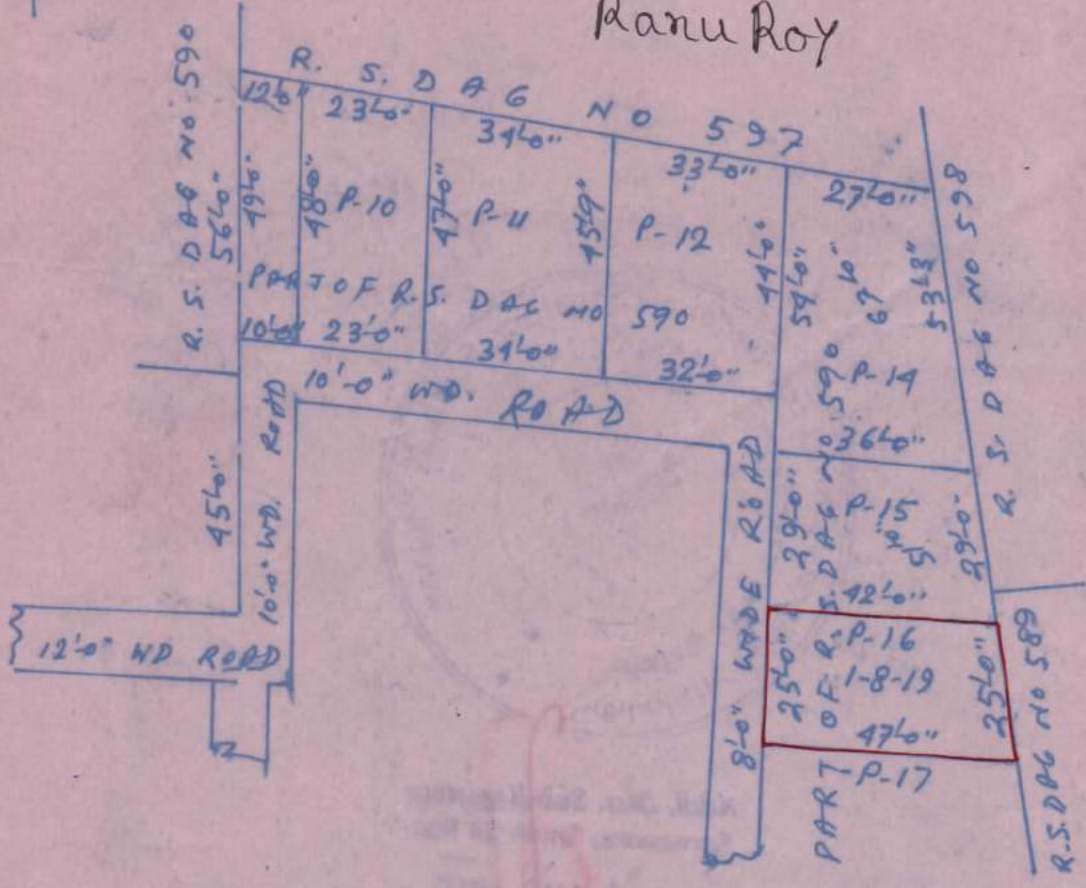 Ranu Roy
R. S. DAG NO 597
R. S. DAG NO 590
56'-0"
12'-0"
23'-0"
34'-0"
33'-0"
27'-0"
49'-0"
48'-0"
P-10
47'-0"
P-11
45'-9"
P-12
44'-0"
59'-0"
53'-3"
R. S. DAG NO 598
PART OF R. S. DAG NO 590
10'-0"
23'-0"
34'-0"
32'-0"
P-14
36'-0"
10'-0" WD. ROAD
45'-0"
10'-0" WD. ROAD
12'-0" WD ROAD
8'-0" WIDE ROAD
29'-0"
P-15
29'-0"
42'-0"
25'-0"
P-16
1-8-19
25'-0"
47'-0"
P-17
PART OF R. S. DAG NO 590
R.S. DAG NO 589